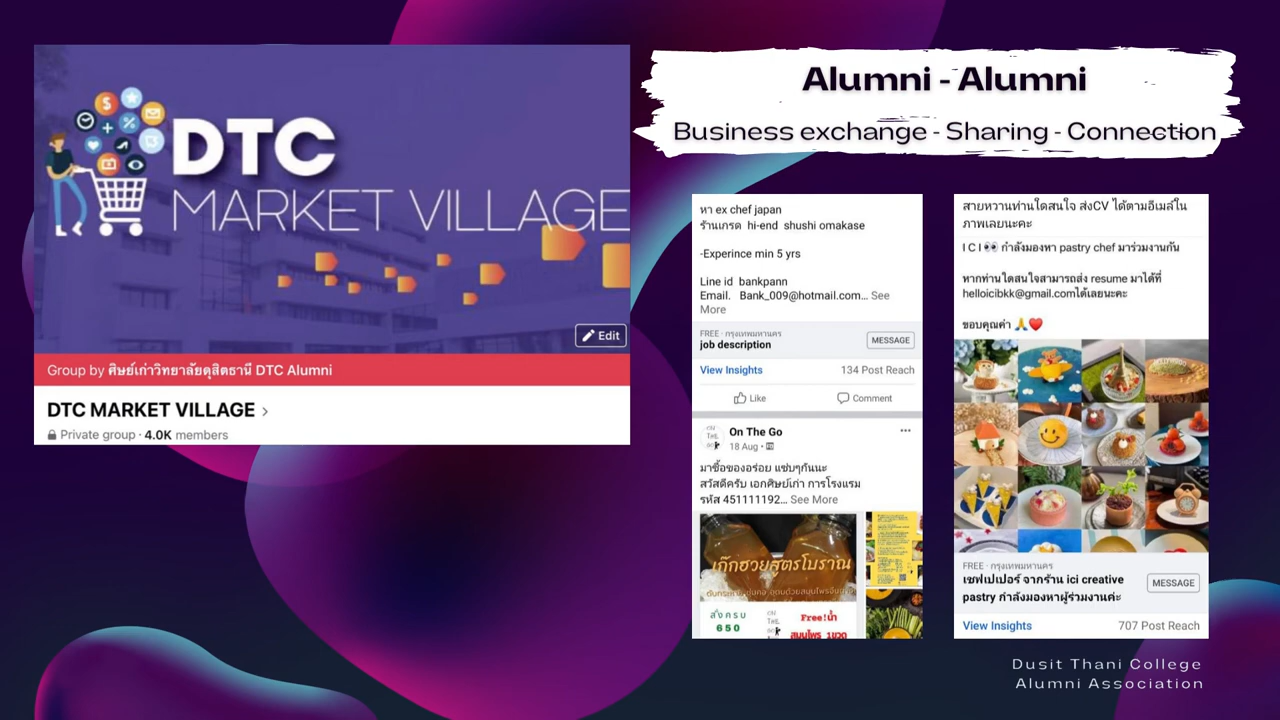 DTC
MARKET VILLAGE
Edit
Group by ศิษย์เก่าวิทยาลัยดุสิตธานี DTC Alumni
DTC MARKET VILLAGE >
Private group · 4.0K members
Alumni - Alumni
Business exchange - Sharing - Connection
หา ex chef japan
ร้านเกรด hi-end shushi omakase
-Experince min 5 yrs
Line id bankpann
Email. Bank_009@hotmail.com... See
More
FREE · กรุงเทพมหานคร
job description
MESSAGE
View Insights
134 Post Reach
Like
Comment
On The Go
18 Aug ·
มาซื้อของอร่อย แซ่บๆกันนะ
สวัสดีครับ เอกศิษย์เก่า การโรงแรม
รหัส 451111192... See More
เก๊กฮวยสูตรโบราณ
สั่งครบ
650
Free!น้ำ
สมุนไพร 1ขวด
สายหวานท่านใดสนใจ ส่งCV ได้ตามอีเมล์ใน
ภาพเลยนะคะ
I C I 👀 กำลังมองหา pastry chef มาร่วมงานกัน
หากท่านใดสนใจสามารถส่ง resume มาได้ที่
helloicibkk@gmail.comได้เลยนะคะ
ขอบคุณค่า 🙏❤️
FREE · กรุงเทพมหานคร
เชฟเปเปอร์ จากร้าน ici creative
pastry กำลังมองหาผู้ร่วมงานค่ะ
MESSAGE
View Insights
707 Post Reach
Dusit Thani College
Alumni Association